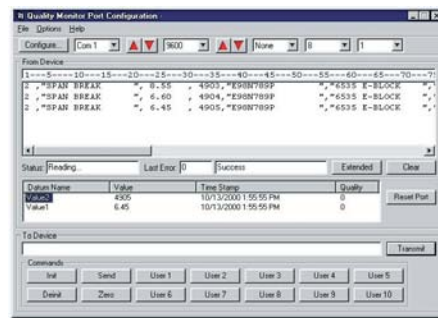 Quality Monitor Port Configuration
File Options Help
Configure... Com 1 9600 None 8 1
From Device
1---5----10---15----20---25----30---35----40---45----50---55----60---65----70---7
2 ,"SPAN BREAK ", 8.55 , 4903,"E98N789P ","6535 E-BLOCK ",
2 ,"SPAN BREAK ", 6.60 , 4904,"E98N789P ","6535 E-BLOCK ",
2 ,"SPAN BREAK ", 6.45 , 4905,"E98N789P ","6535 E-BLOCK ",
Status: Reading... Last Error: 0 Success Extended Clear
Datum Name Value Time Stamp Quality
Value2 4905 10/13/2000 1:55:55 PM 0
Value1 6.45 10/13/2000 1:55:55 PM 0
Reset Port
To Device
Transmit
Commands
Init Send User 1 User 2 User 3 User 4 User 5
Deinit Zero User 6 User 7 User 8 User 9 User 10